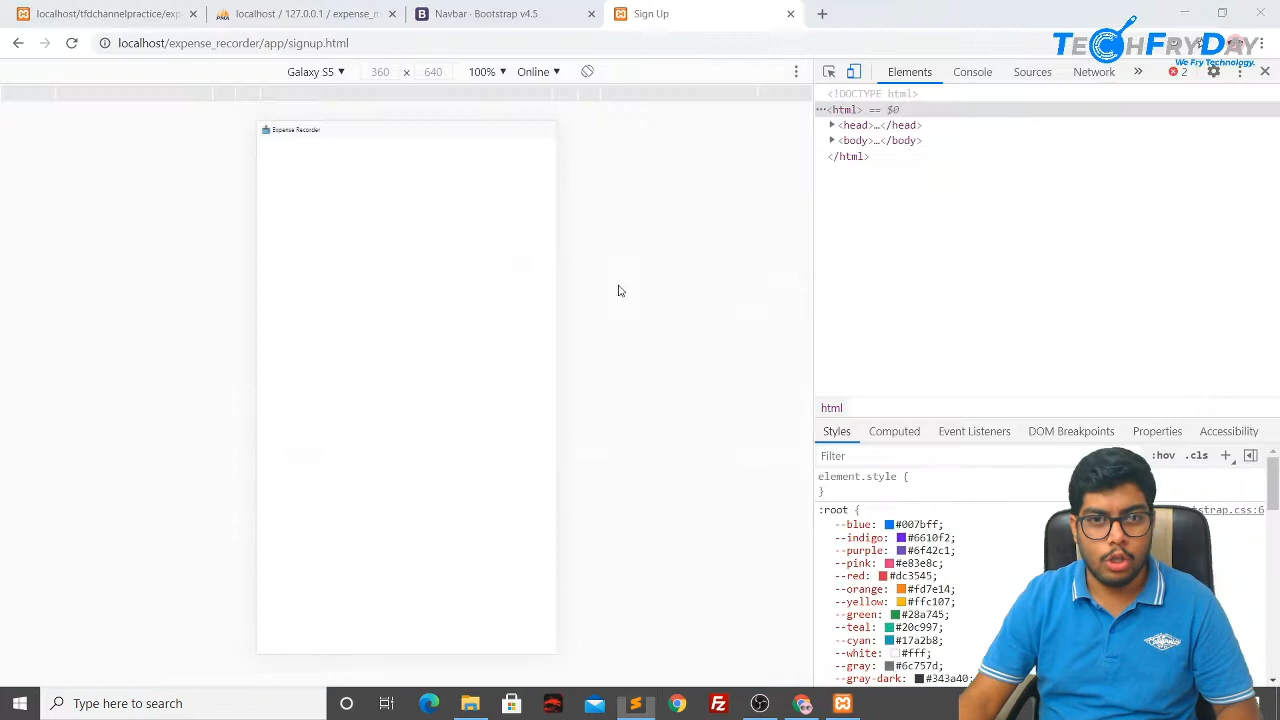 localhost/tfdchannelpractice/exp
localhost / 127.0.0.1 / expense_r
Navbar · Bootstrap v4.5
Sign Up
localhost/expense_recorder/app/signup.html
TECHFRYDAY
We Fry Technology.
Galaxy S5 ▼ 360 × 640 100% ▼ Online ▼
Elements Console Sources Network » 2
<!DOCTYPE html>
Expense Recorder
⋯<html> == $0
▶<head>…</head>
▶<body>…</body>
</html>
html
Styles Computed Event Listeners DOM Breakpoints Properties Accessibility
Filter :hov .cls +
element.style {
}
:root {
--blue: #007bff;
--indigo: #6610f2;
--purple: #6f42c1;
--pink: #e83e8c;
--red: #dc3545;
--orange: #fd7e14;
--yellow: #ffc107;
--green: #28a745;
--teal: #20c997;
--cyan: #17a2b8;
--white: #fff;
--gray: #6c757d;
--gray-dark: #343a40;
Type here to search